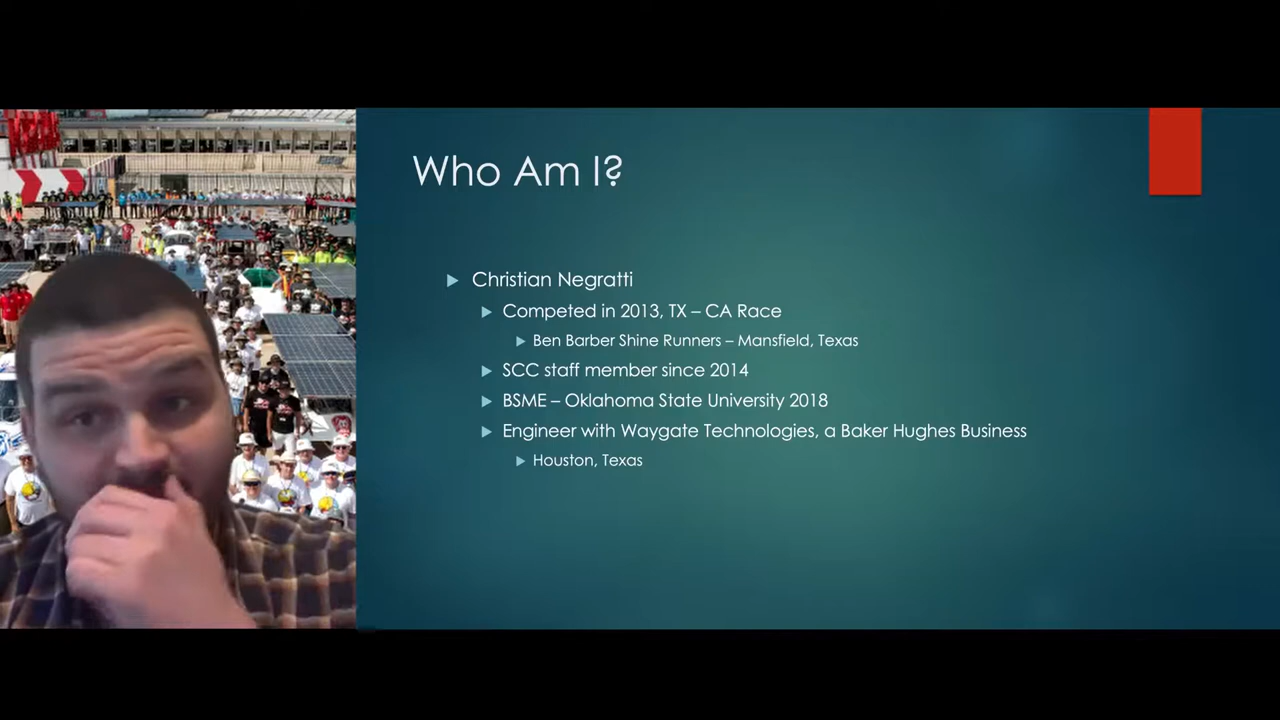 Who Am I?
Christian Negratti
Competed in 2013, TX – CA Race
Ben Barber Shine Runners – Mansfield, Texas
SCC staff member since 2014
BSME – Oklahoma State University 2018
Engineer with Waygate Technologies, a Baker Hughes Business
Houston, Texas